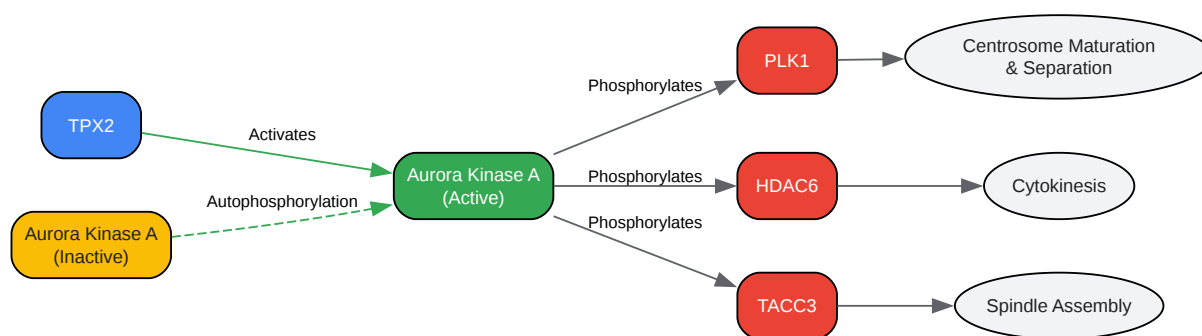 TPX2
Activates
Aurora Kinase A
(Inactive)
Autophosphorylation
Aurora Kinase A
(Active)
Phosphorylates
PLK1
Centrosome Maturation
& Separation
Phosphorylates
HDAC6
Cytokinesis
Phosphorylates
TACC3
Spindle Assembly